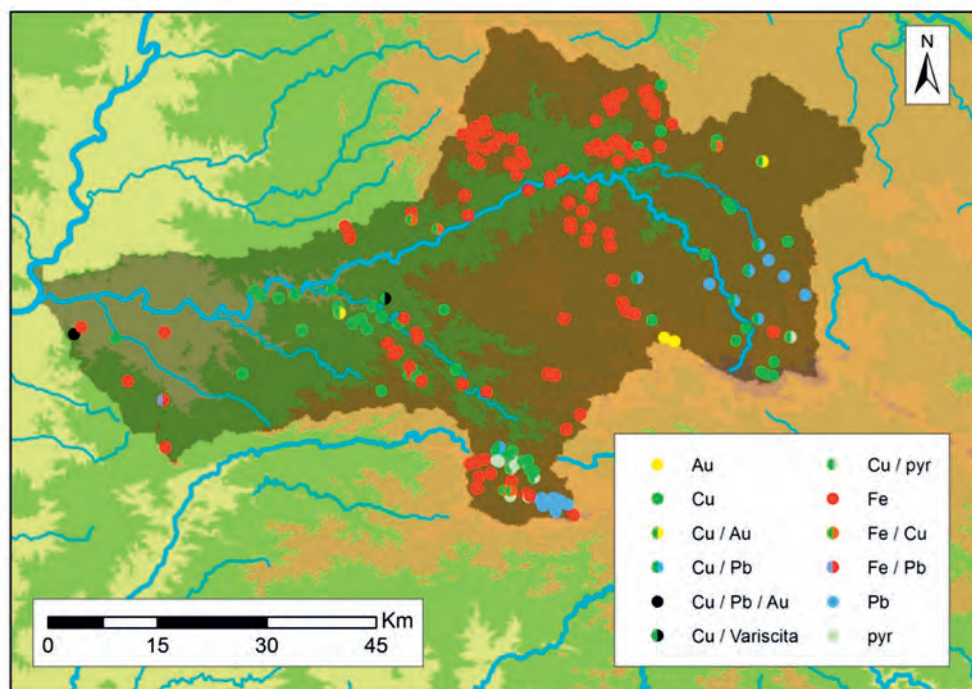 N
Au
Cu
Cu / Au
Cu / Pb
Cu / Pb / Au
Cu / Variscita
Cu / pyr
Fe
Fe / Cu
Fe / Pb
Pb
pyr
Km
0 15 30 45